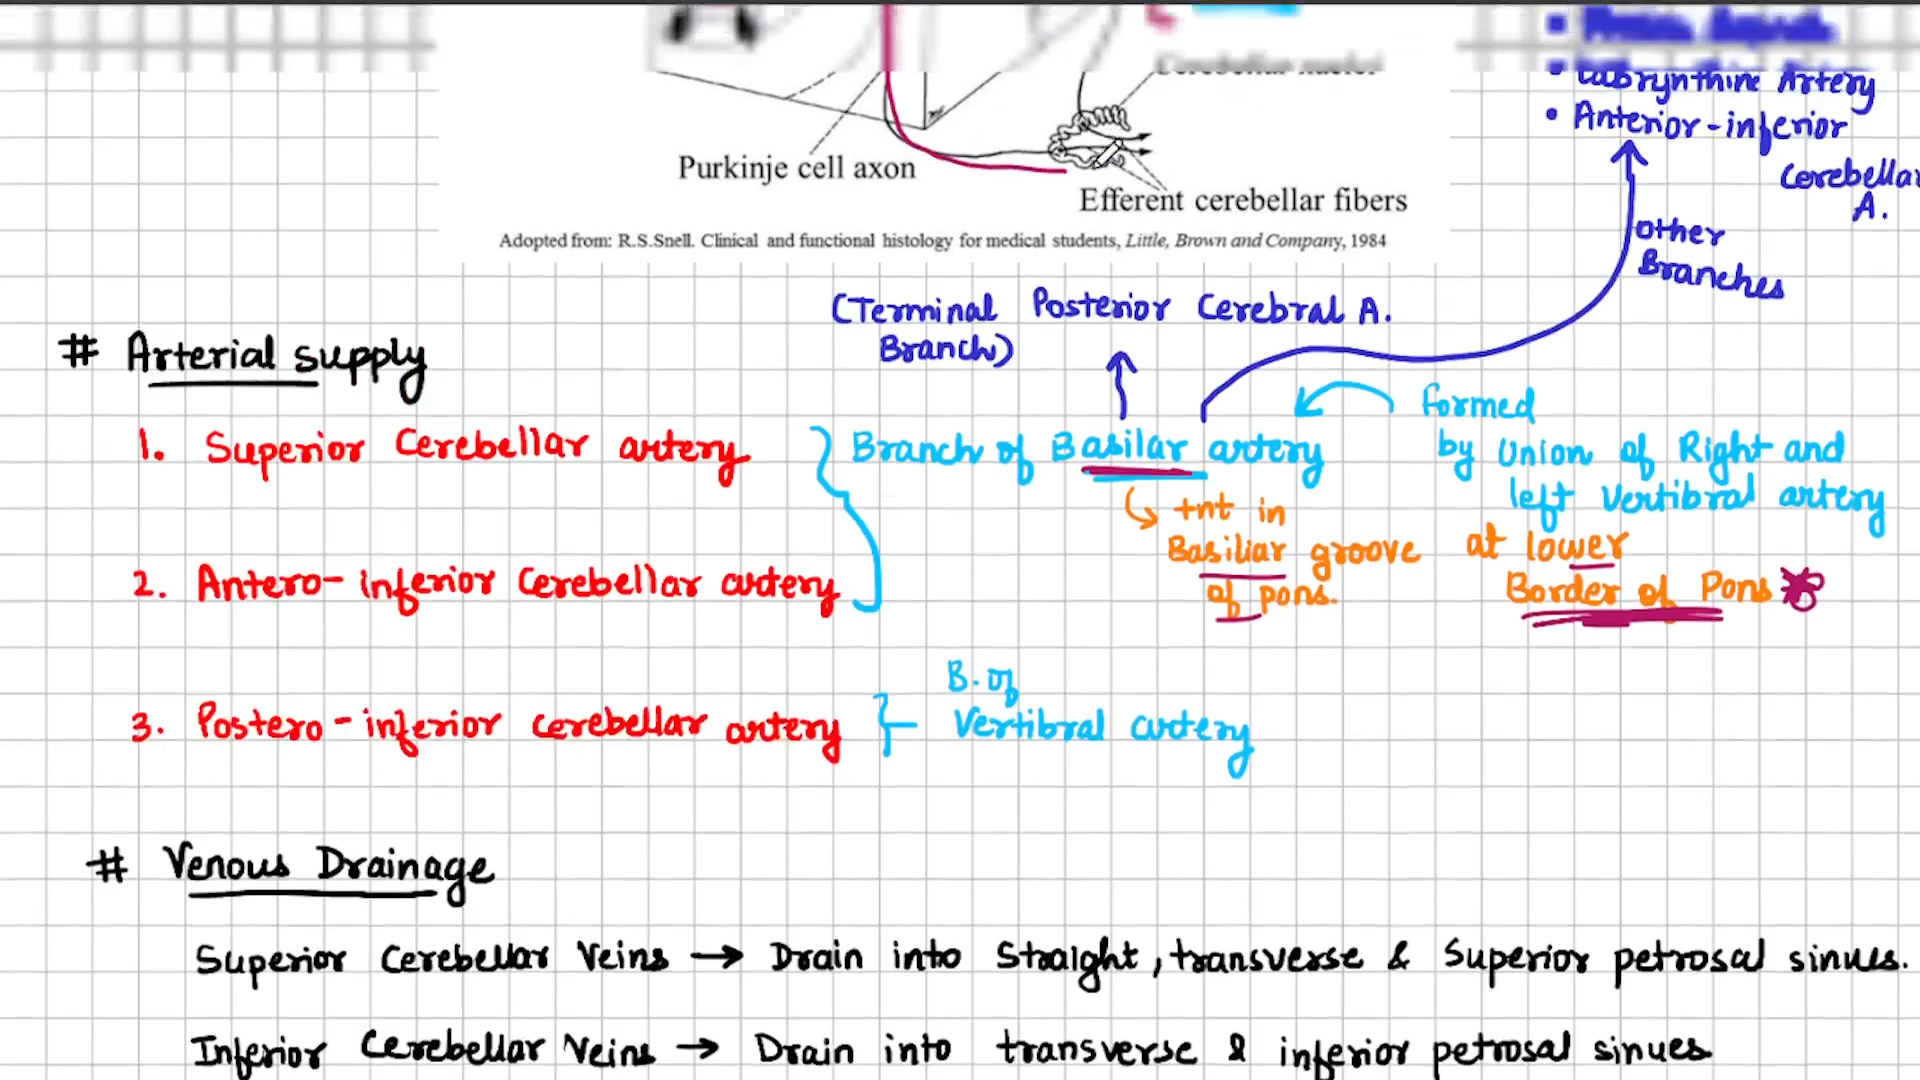 Cerebellar nuclei
Purkinje cell axon
Efferent cerebellar fibers
Adopted from: R.S.Snell. Clinical and functional histology for medical students, Little, Brown and Company, 1984
• Labrynthine Artery
• Anterior-inferior
Cerebellar
A.
other
Branches
(Terminal Posterior Cerebral A.
Branch)
# Arterial supply
1. Superior Cerebellar artery
Branch of Basilar artery
formed
by Union of Right and
left Vertibral artery
↳ tnt in
Basiliar groove
of pons.
at lower
Border of Pons
2. Antero-inferior Cerebellar artery
3. Postero-inferior cerebellar artery
B. of
Vertibral artery
# Venous Drainage
Superior Cerebellar Veins → Drain into Straight, transverse & Superior petrosal sinues.
Inferior Cerebellar Veins → Drain into transverse & inferior petrosal sinues